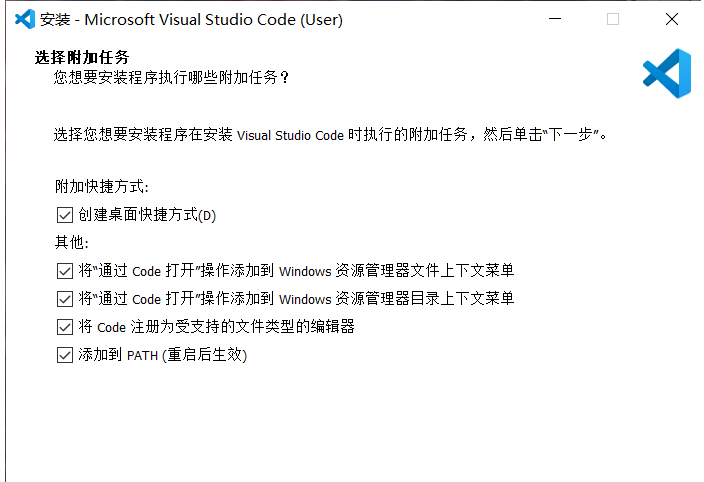 安装 - Microsoft Visual Studio Code (User)
选择附加任务
您想要安装程序执行哪些附加任务？
选择您想要安装程序在安装 Visual Studio Code 时执行的附加任务，然后单击“下一步”。
附加快捷方式:
创建桌面快捷方式(D)
其他:
将“通过 Code 打开”操作添加到 Windows 资源管理器文件上下文菜单
将“通过 Code 打开”操作添加到 Windows 资源管理器目录上下文菜单
将 Code 注册为受支持的文件类型的编辑器
添加到 PATH (重启后生效)